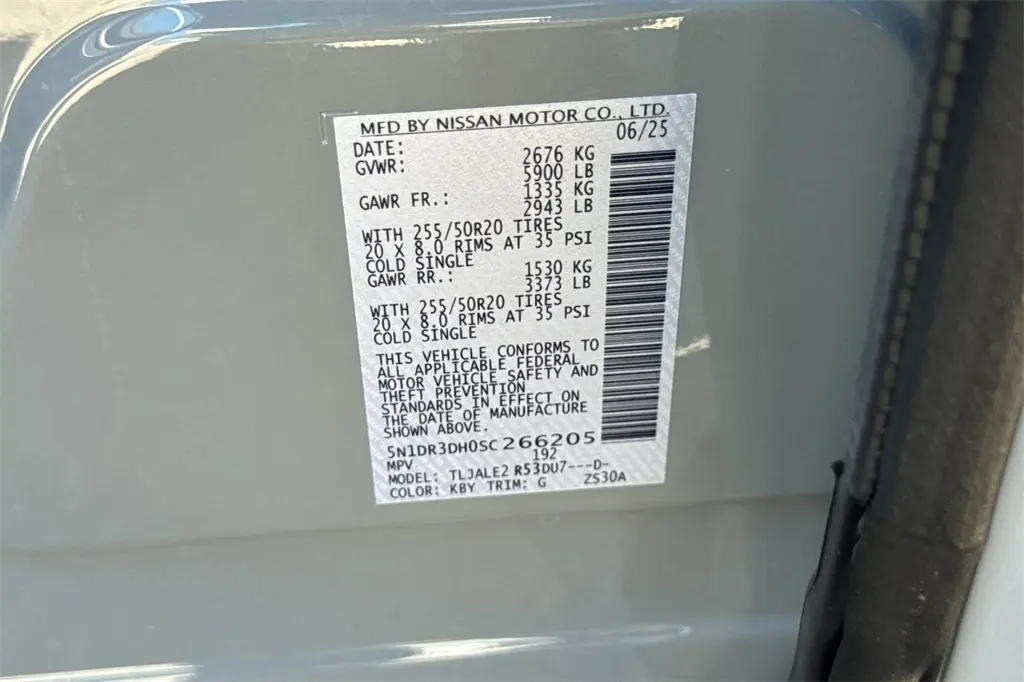 MFD BY NISSAN MOTOR CO., LTD.
DATE: 06/25
GVWR: 2676 KG
5900 LB
GAWR FR.: 1335 KG
2943 LB
WITH 255/50R20 TIRES
20 X 8.0 RIMS AT 35 PSI
COLD SINGLE
GAWR RR.: 1530 KG
3373 LB
WITH 255/50R20 TIRES
20 X 8.0 RIMS AT 35 PSI
COLD SINGLE
THIS VEHICLE CONFORMS TO
ALL APPLICABLE FEDERAL
MOTOR VEHICLE SAFETY AND
THEFT PREVENTION
STANDARDS IN EFFECT ON
THE DATE OF MANUFACTURE
SHOWN ABOVE.
5N1DR3DH0SC266205
MPV 192
MODEL: TLJALE2 R53DU7---D-
COLOR: KBY TRIM: G ZS30A